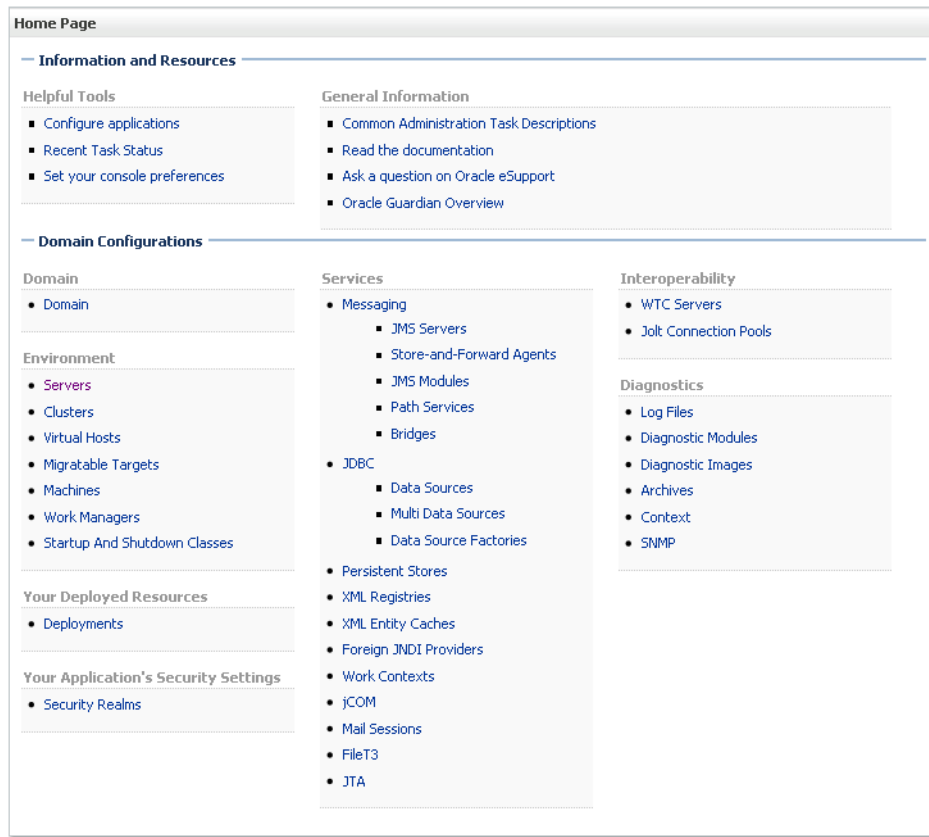 Home Page
Information and Resources
Helpful Tools
Configure applications
Recent Task Status
Set your console preferences
General Information
Common Administration Task Descriptions
Read the documentation
Ask a question on Oracle eSupport
Oracle Guardian Overview
Domain Configurations
Domain
Domain
Environment
Servers
Clusters
Virtual Hosts
Migratable Targets
Machines
Work Managers
Startup And Shutdown Classes
Your Deployed Resources
Deployments
Your Application's Security Settings
Security Realms
Services
Messaging
JMS Servers
Store-and-Forward Agents
JMS Modules
Path Services
Bridges
JDBC
Data Sources
Multi Data Sources
Data Source Factories
Persistent Stores
XML Registries
XML Entity Caches
Foreign JNDI Providers
Work Contexts
jCOM
Mail Sessions
FileT3
JTA
Interoperability
WTC Servers
Jolt Connection Pools
Diagnostics
Log Files
Diagnostic Modules
Diagnostic Images
Archives
Context
SNMP